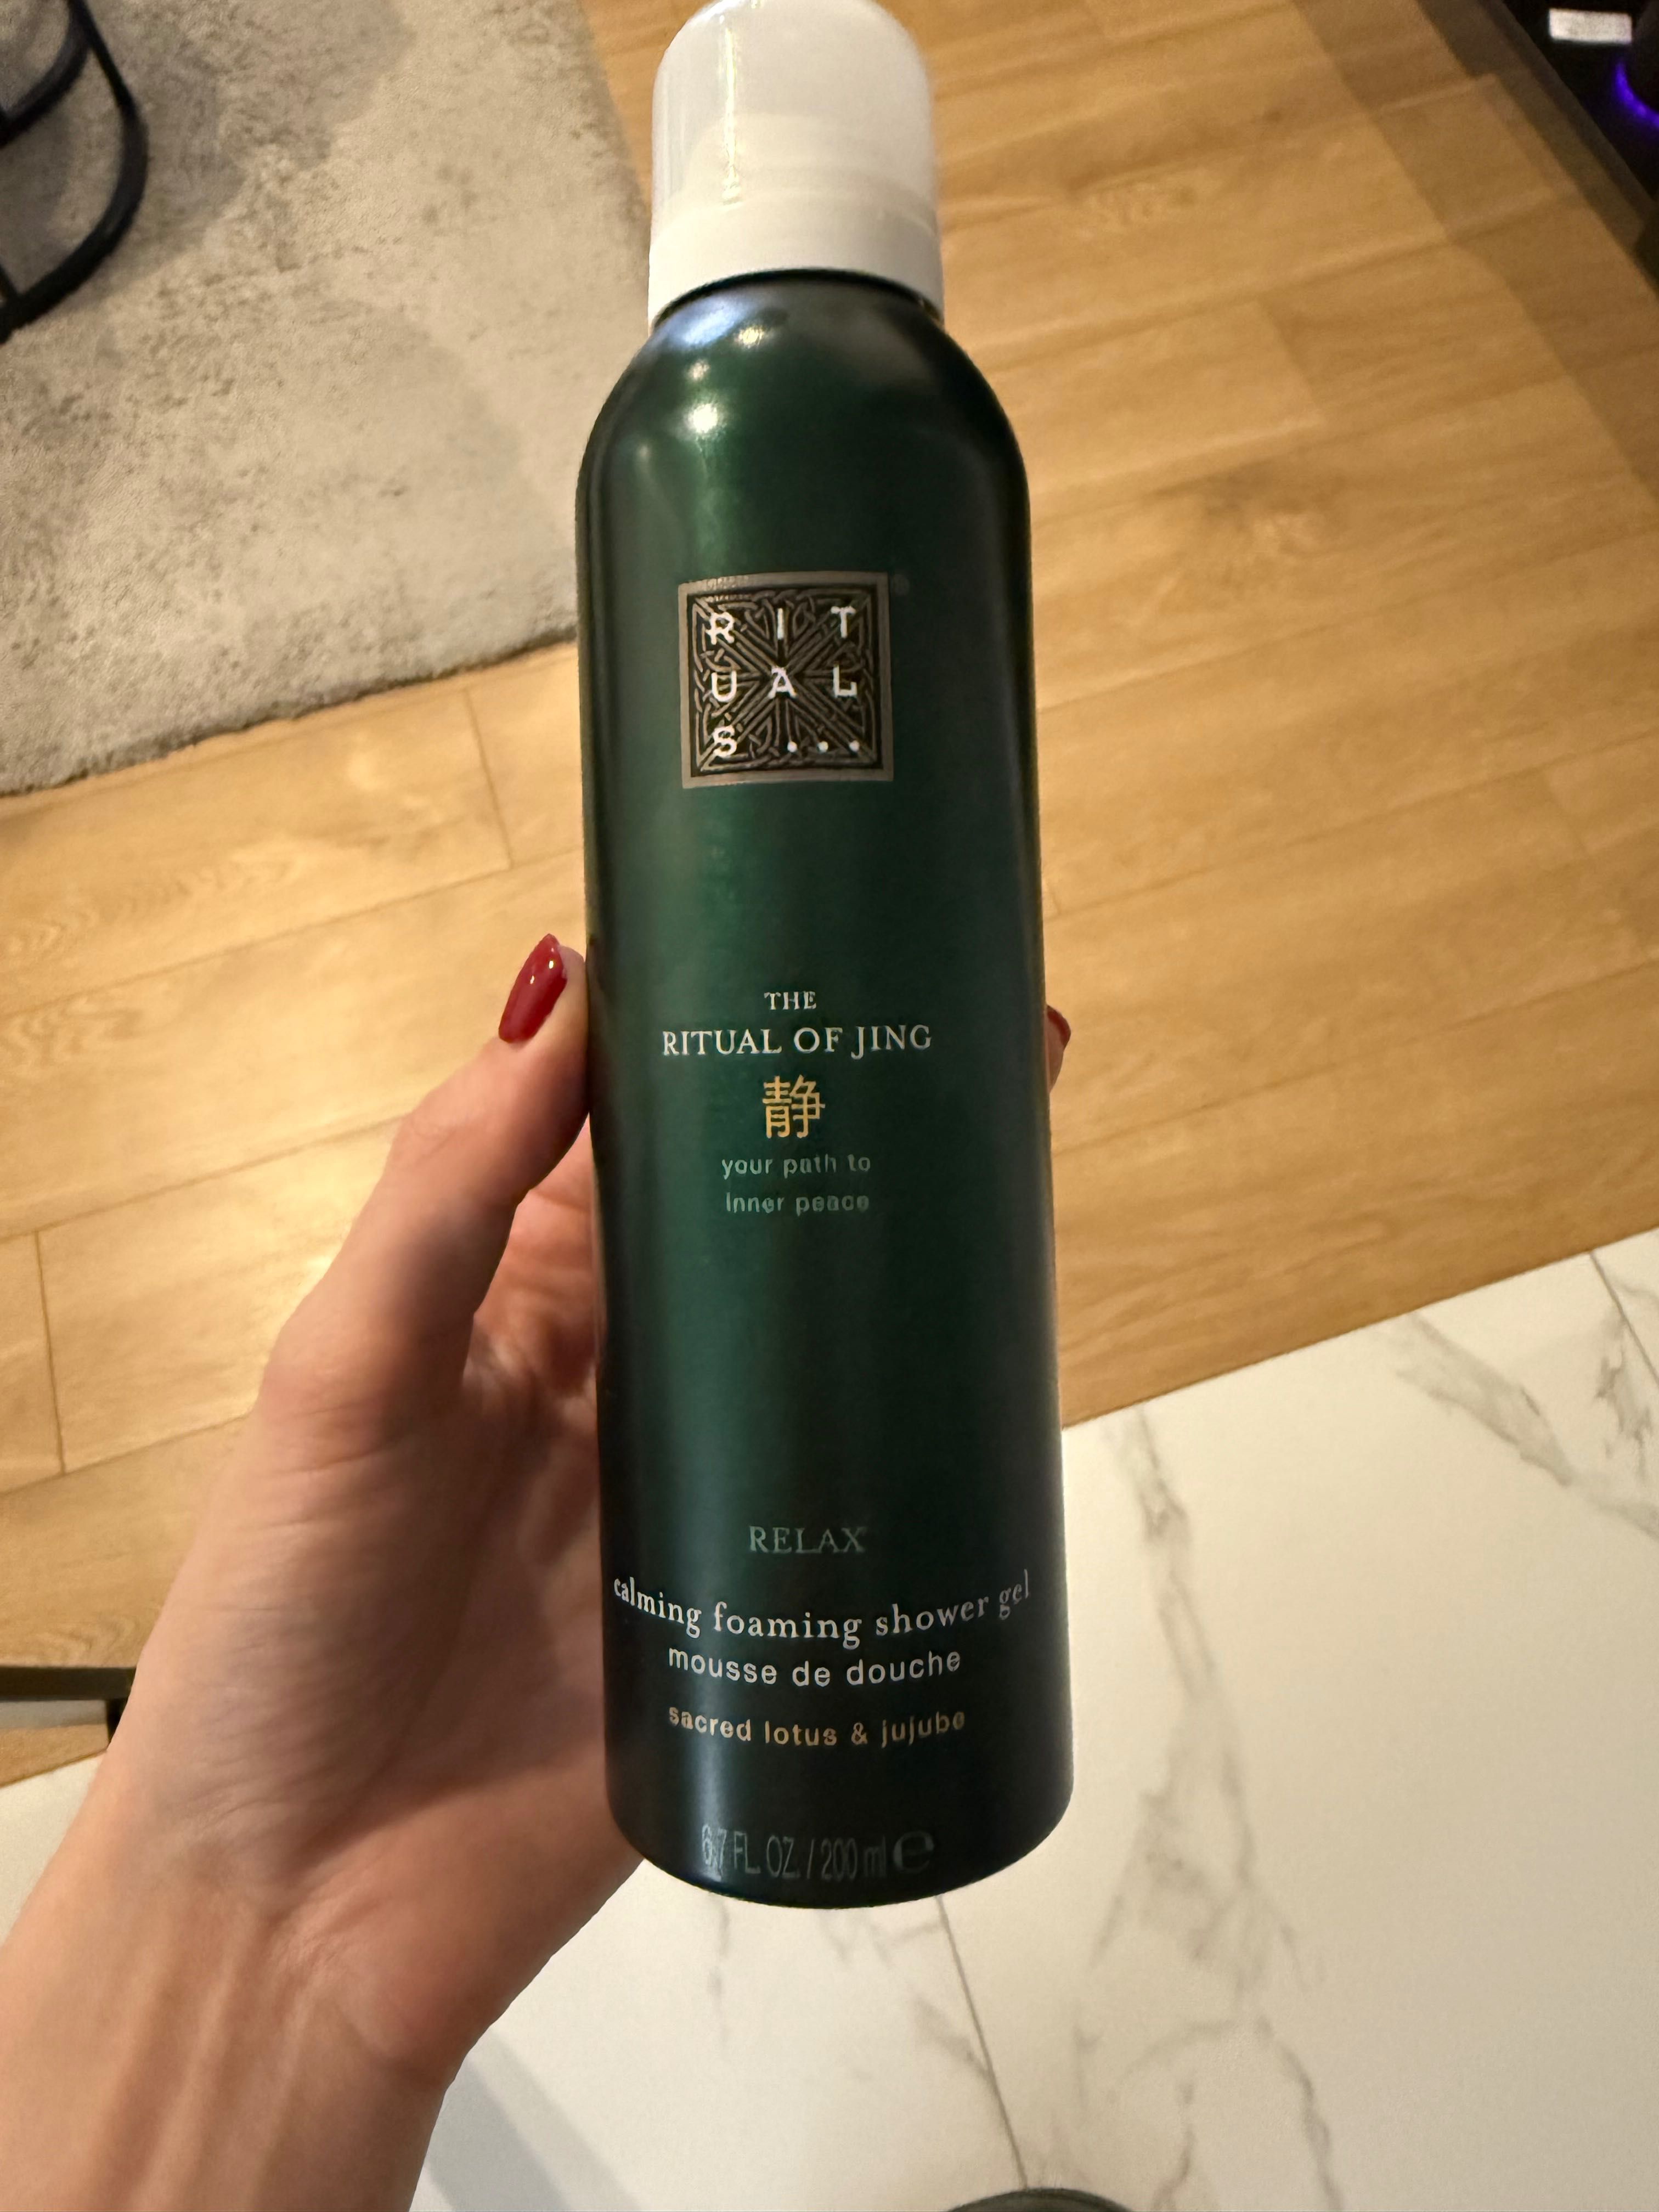 R I T
U A L
S ...
®
THE
RITUAL OF JING
静
your path to
inner peace
RELAX
calming foaming shower gel
mousse de douche
sacred lotus & jujube
6.7 FL. OZ. / 200 ml ℮